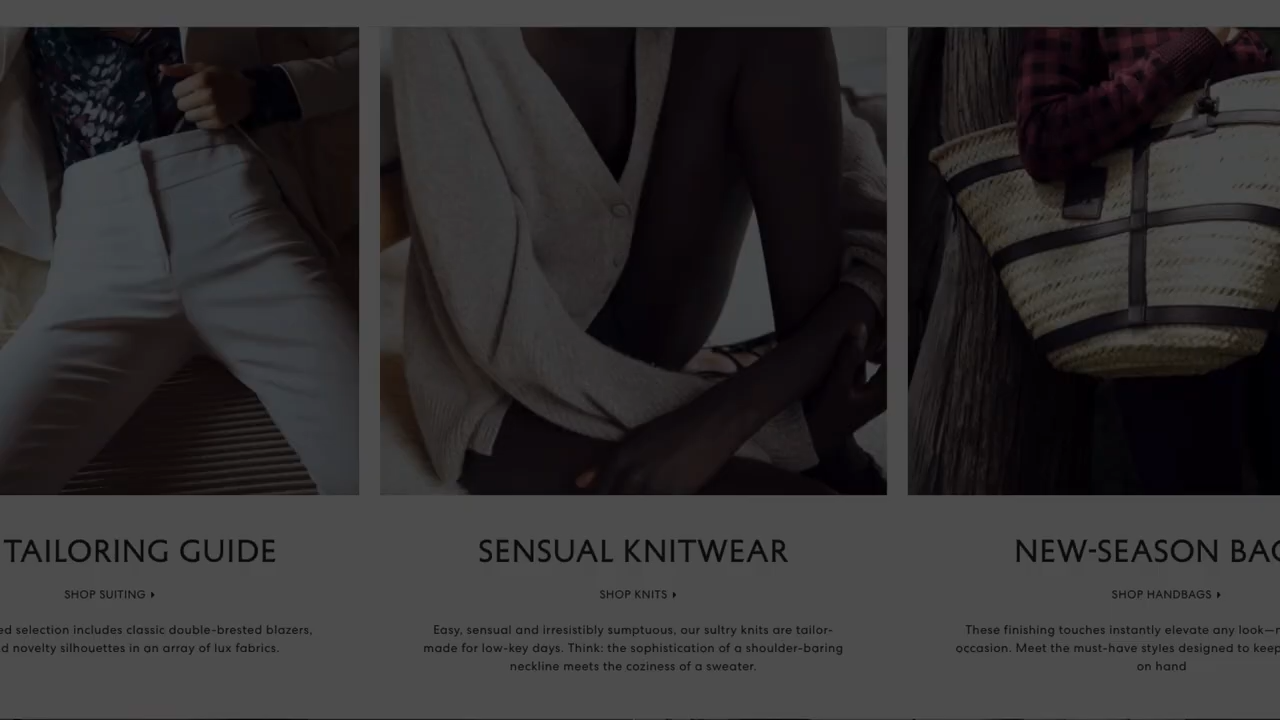 TAILORING GUIDE
SHOP SUITING
selection includes classic double-brested blazers,
novelty silhouettes in an array of lux fabrics.
SENSUAL KNITWEAR
SHOP KNITS
Easy, sensual and irresistibly sumptuous, our sultry knits are tailor-
made for low-key days. Think: the sophistication of a shoulder-baring
neckline meets the coziness of a sweater.
NEW-SEASON
SHOP HANDBAGS
These finishing touches instantly elevate any look—
occasion. Meet the must-have styles designed to keep
on hand